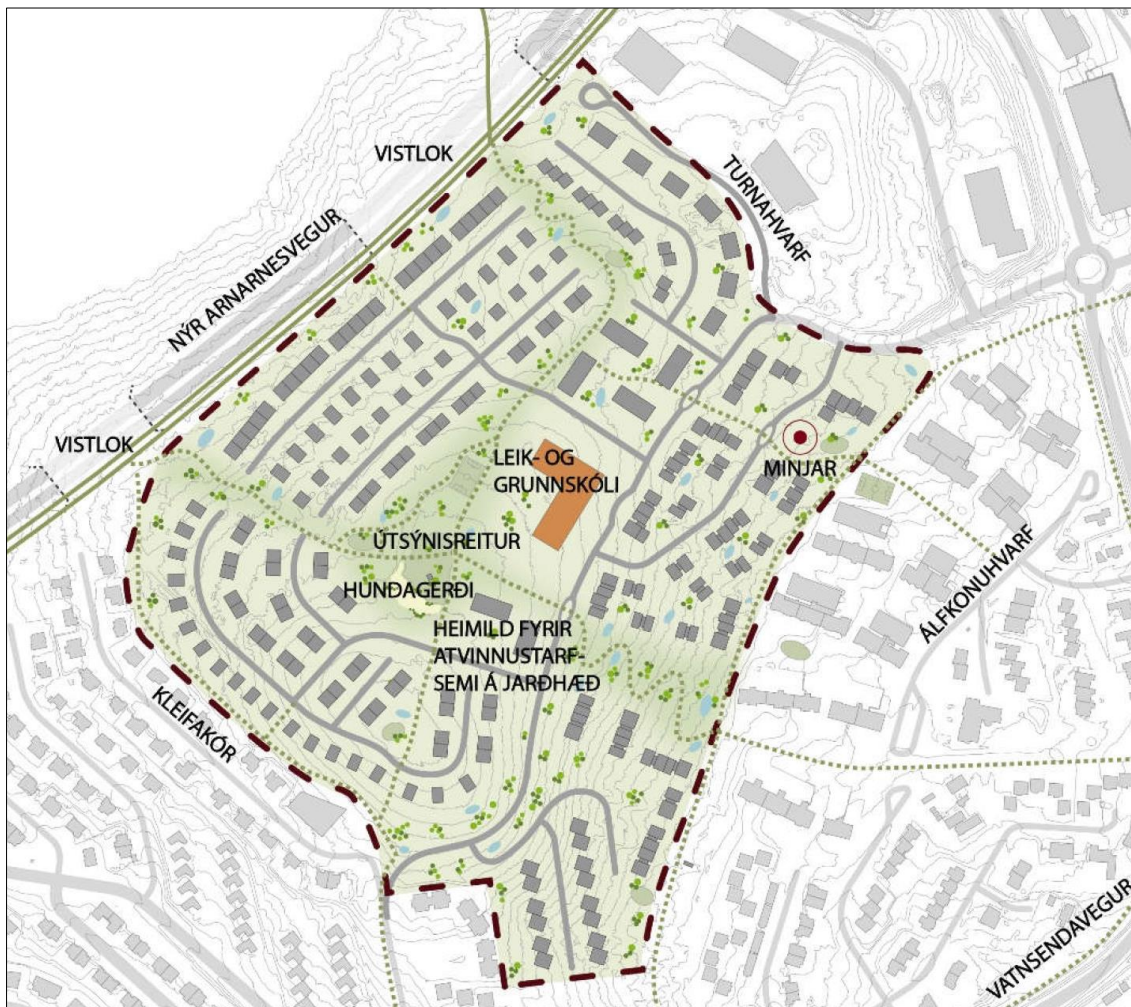 VISTLOK
TURNAHVARF
NÝR ARNARNESVEGUR
VISTLOK
LEIK- OG
GRUNNSKÓLI
MINJAR
ÚTSÝNISREITUR
HUNDAGERÐI
HEIMILD FYRIR
ATVINNUSTARF-
SEMI Á JARÐHÆÐ
ÁLFKONUHVARF
KLEIFAKÓR
VATNSENDAVEGUR